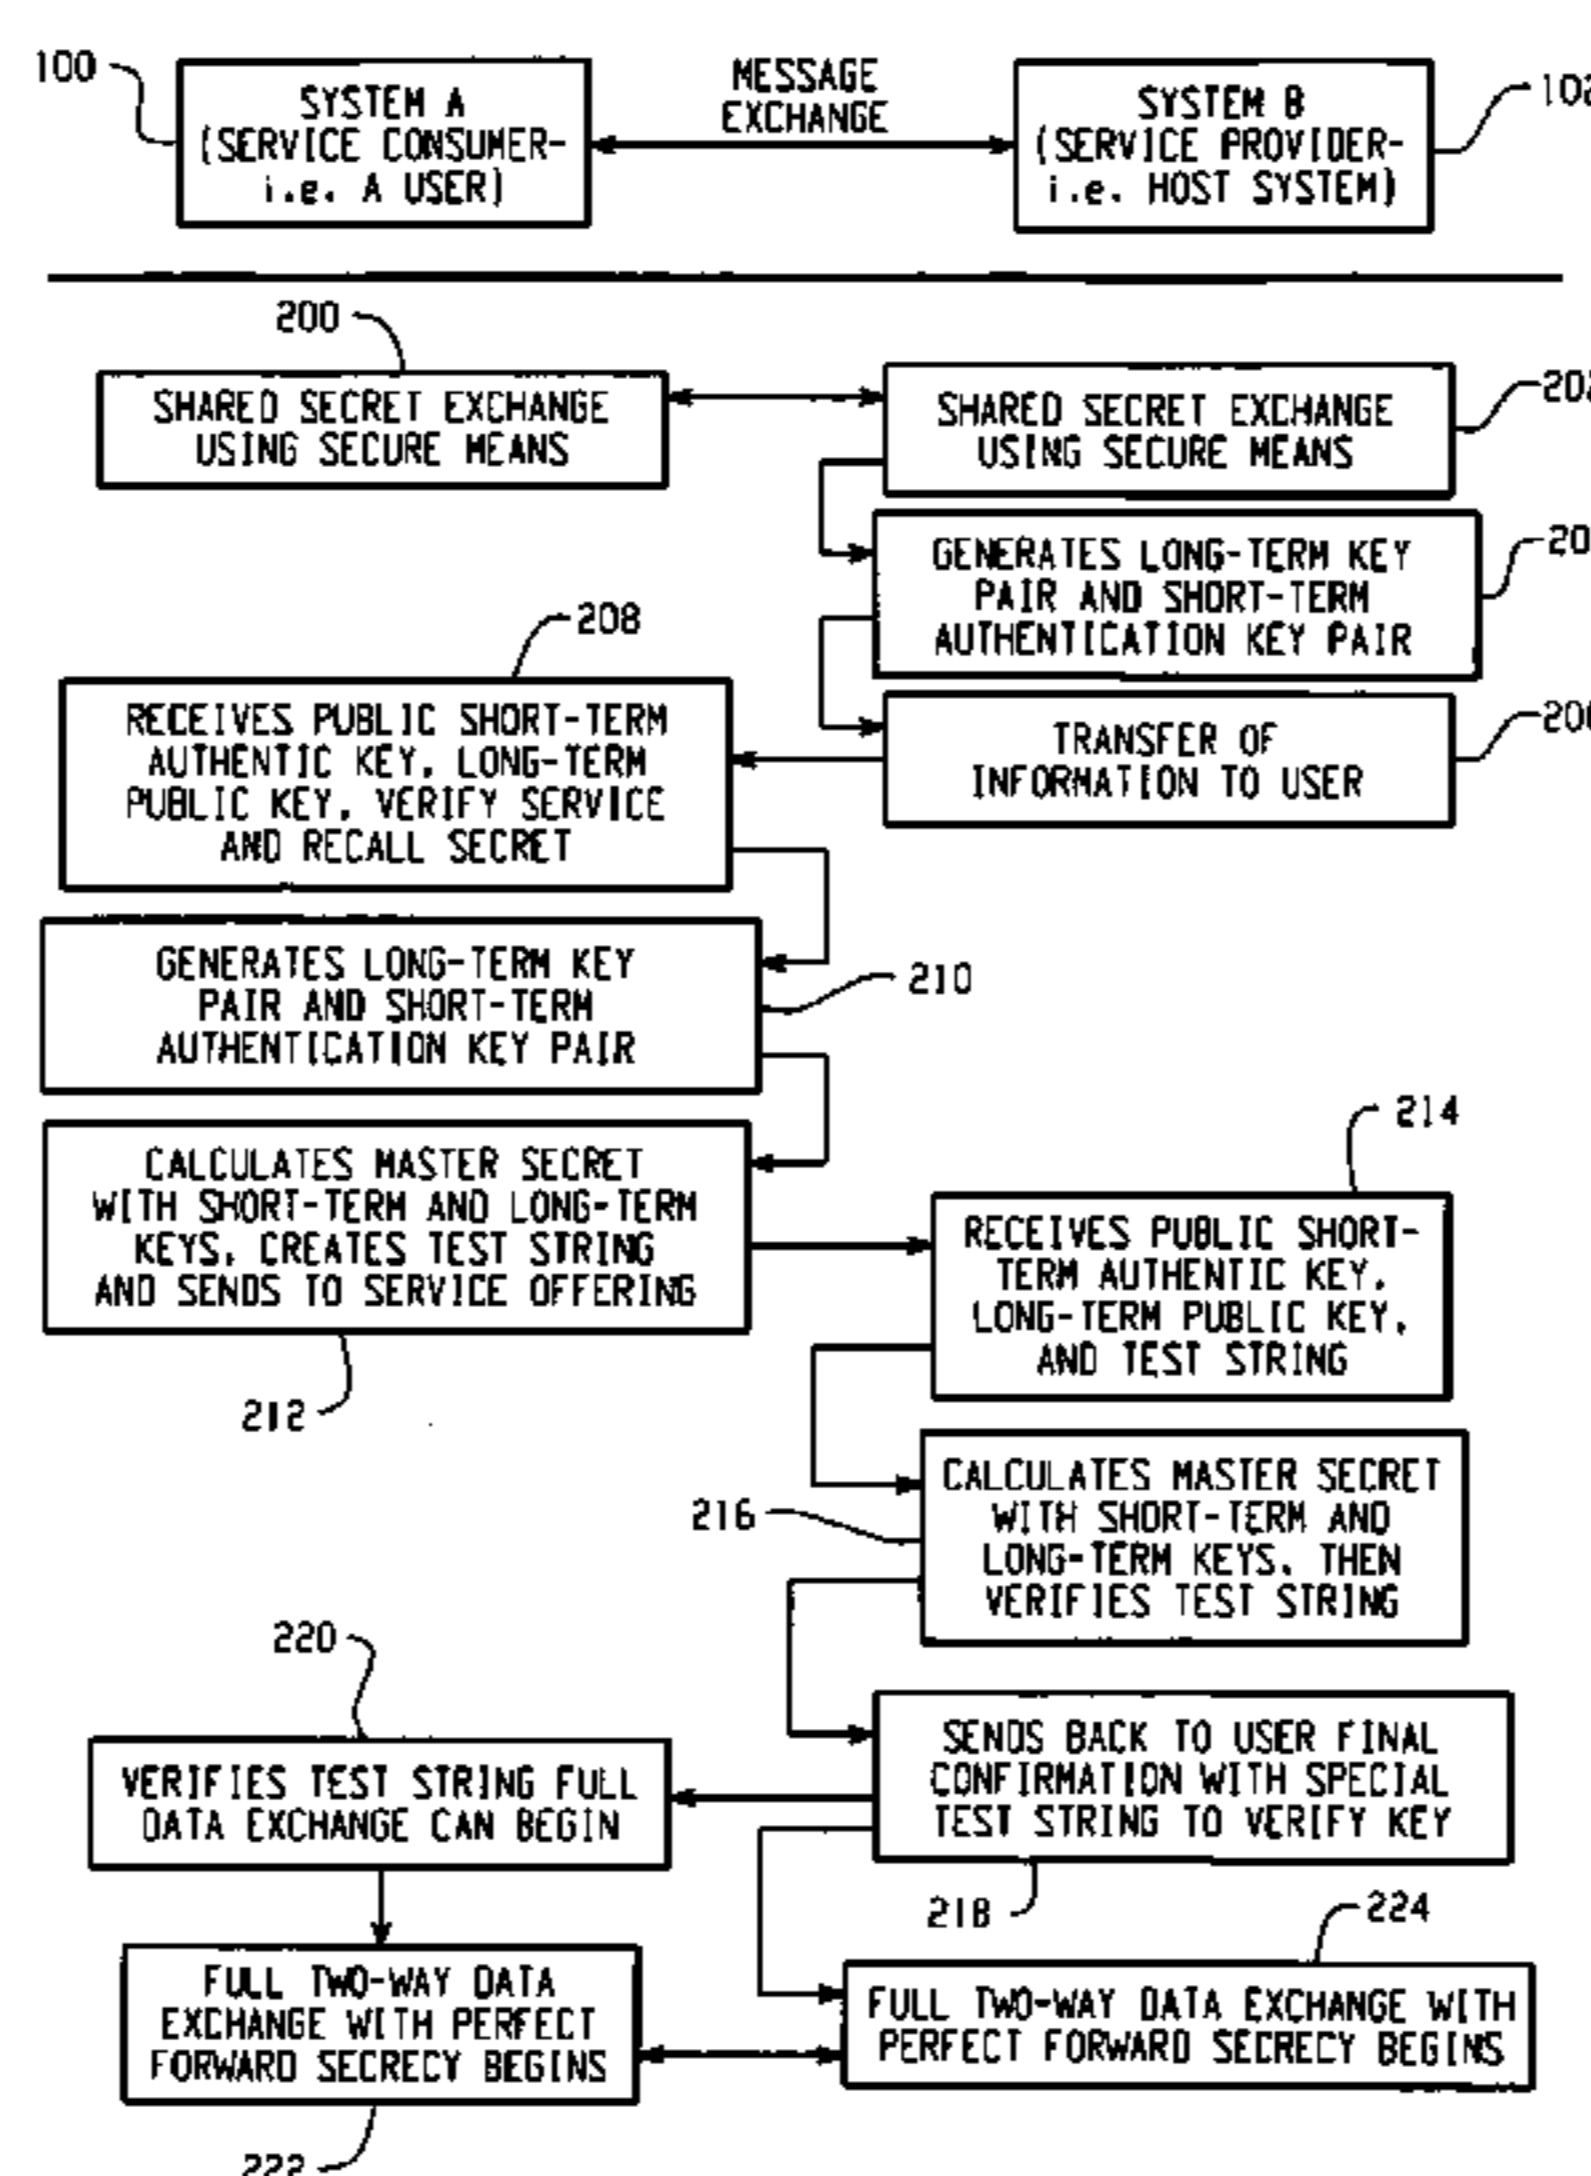 100
SYSTEM A
(SERVICE CONSUMER-
i.e. A USER)
MESSAGE
EXCHANGE
SYSTEM B
(SERVICE PROVIDER-
i.e. HOST SYSTEM)
102
200
SHARED SECRET EXCHANGE
USING SECURE MEANS
SHARED SECRET EXCHANGE
USING SECURE MEANS
202
GENERATES LONG-TERM KEY
PAIR AND SHORT-TERM
AUTHENTICATION KEY PAIR
20
208
RECEIVES PUBLIC SHORT-TERM
AUTHENTIC KEY, LONG-TERM
PUBLIC KEY, VERIFY SERVICE
AND RECALL SECRET
TRANSFER OF
INFORMATION TO USER
206
GENERATES LONG-TERM KEY
PAIR AND SHORT-TERM
AUTHENTICATION KEY PAIR
210
CALCULATES MASTER SECRET
WITH SHORT-TERM AND LONG-TERM
KEYS, CREATES TEST STRING
AND SENDS TO SERVICE OFFERING
212
214
RECEIVES PUBLIC SHORT-
TERM AUTHENTIC KEY,
LONG-TERM PUBLIC KEY,
AND TEST STRING
216
CALCULATES MASTER SECRET
WITH SHORT-TERM AND
LONG-TERM KEYS, THEN
VERIFIES TEST STRING
220
VERIFIES TEST STRING FULL
DATA EXCHANGE CAN BEGIN
SENDS BACK TO USER FINAL
CONFIRMATION WITH SPECIAL
TEST STRING TO VERIFY KEY
218
224
FULL TWO-WAY DATA
EXCHANGE WITH PERFECT
FORWARD SECRECY BEGINS
FULL TWO-WAY DATA EXCHANGE WITH
PERFECT FORWARD SECRECY BEGINS
222